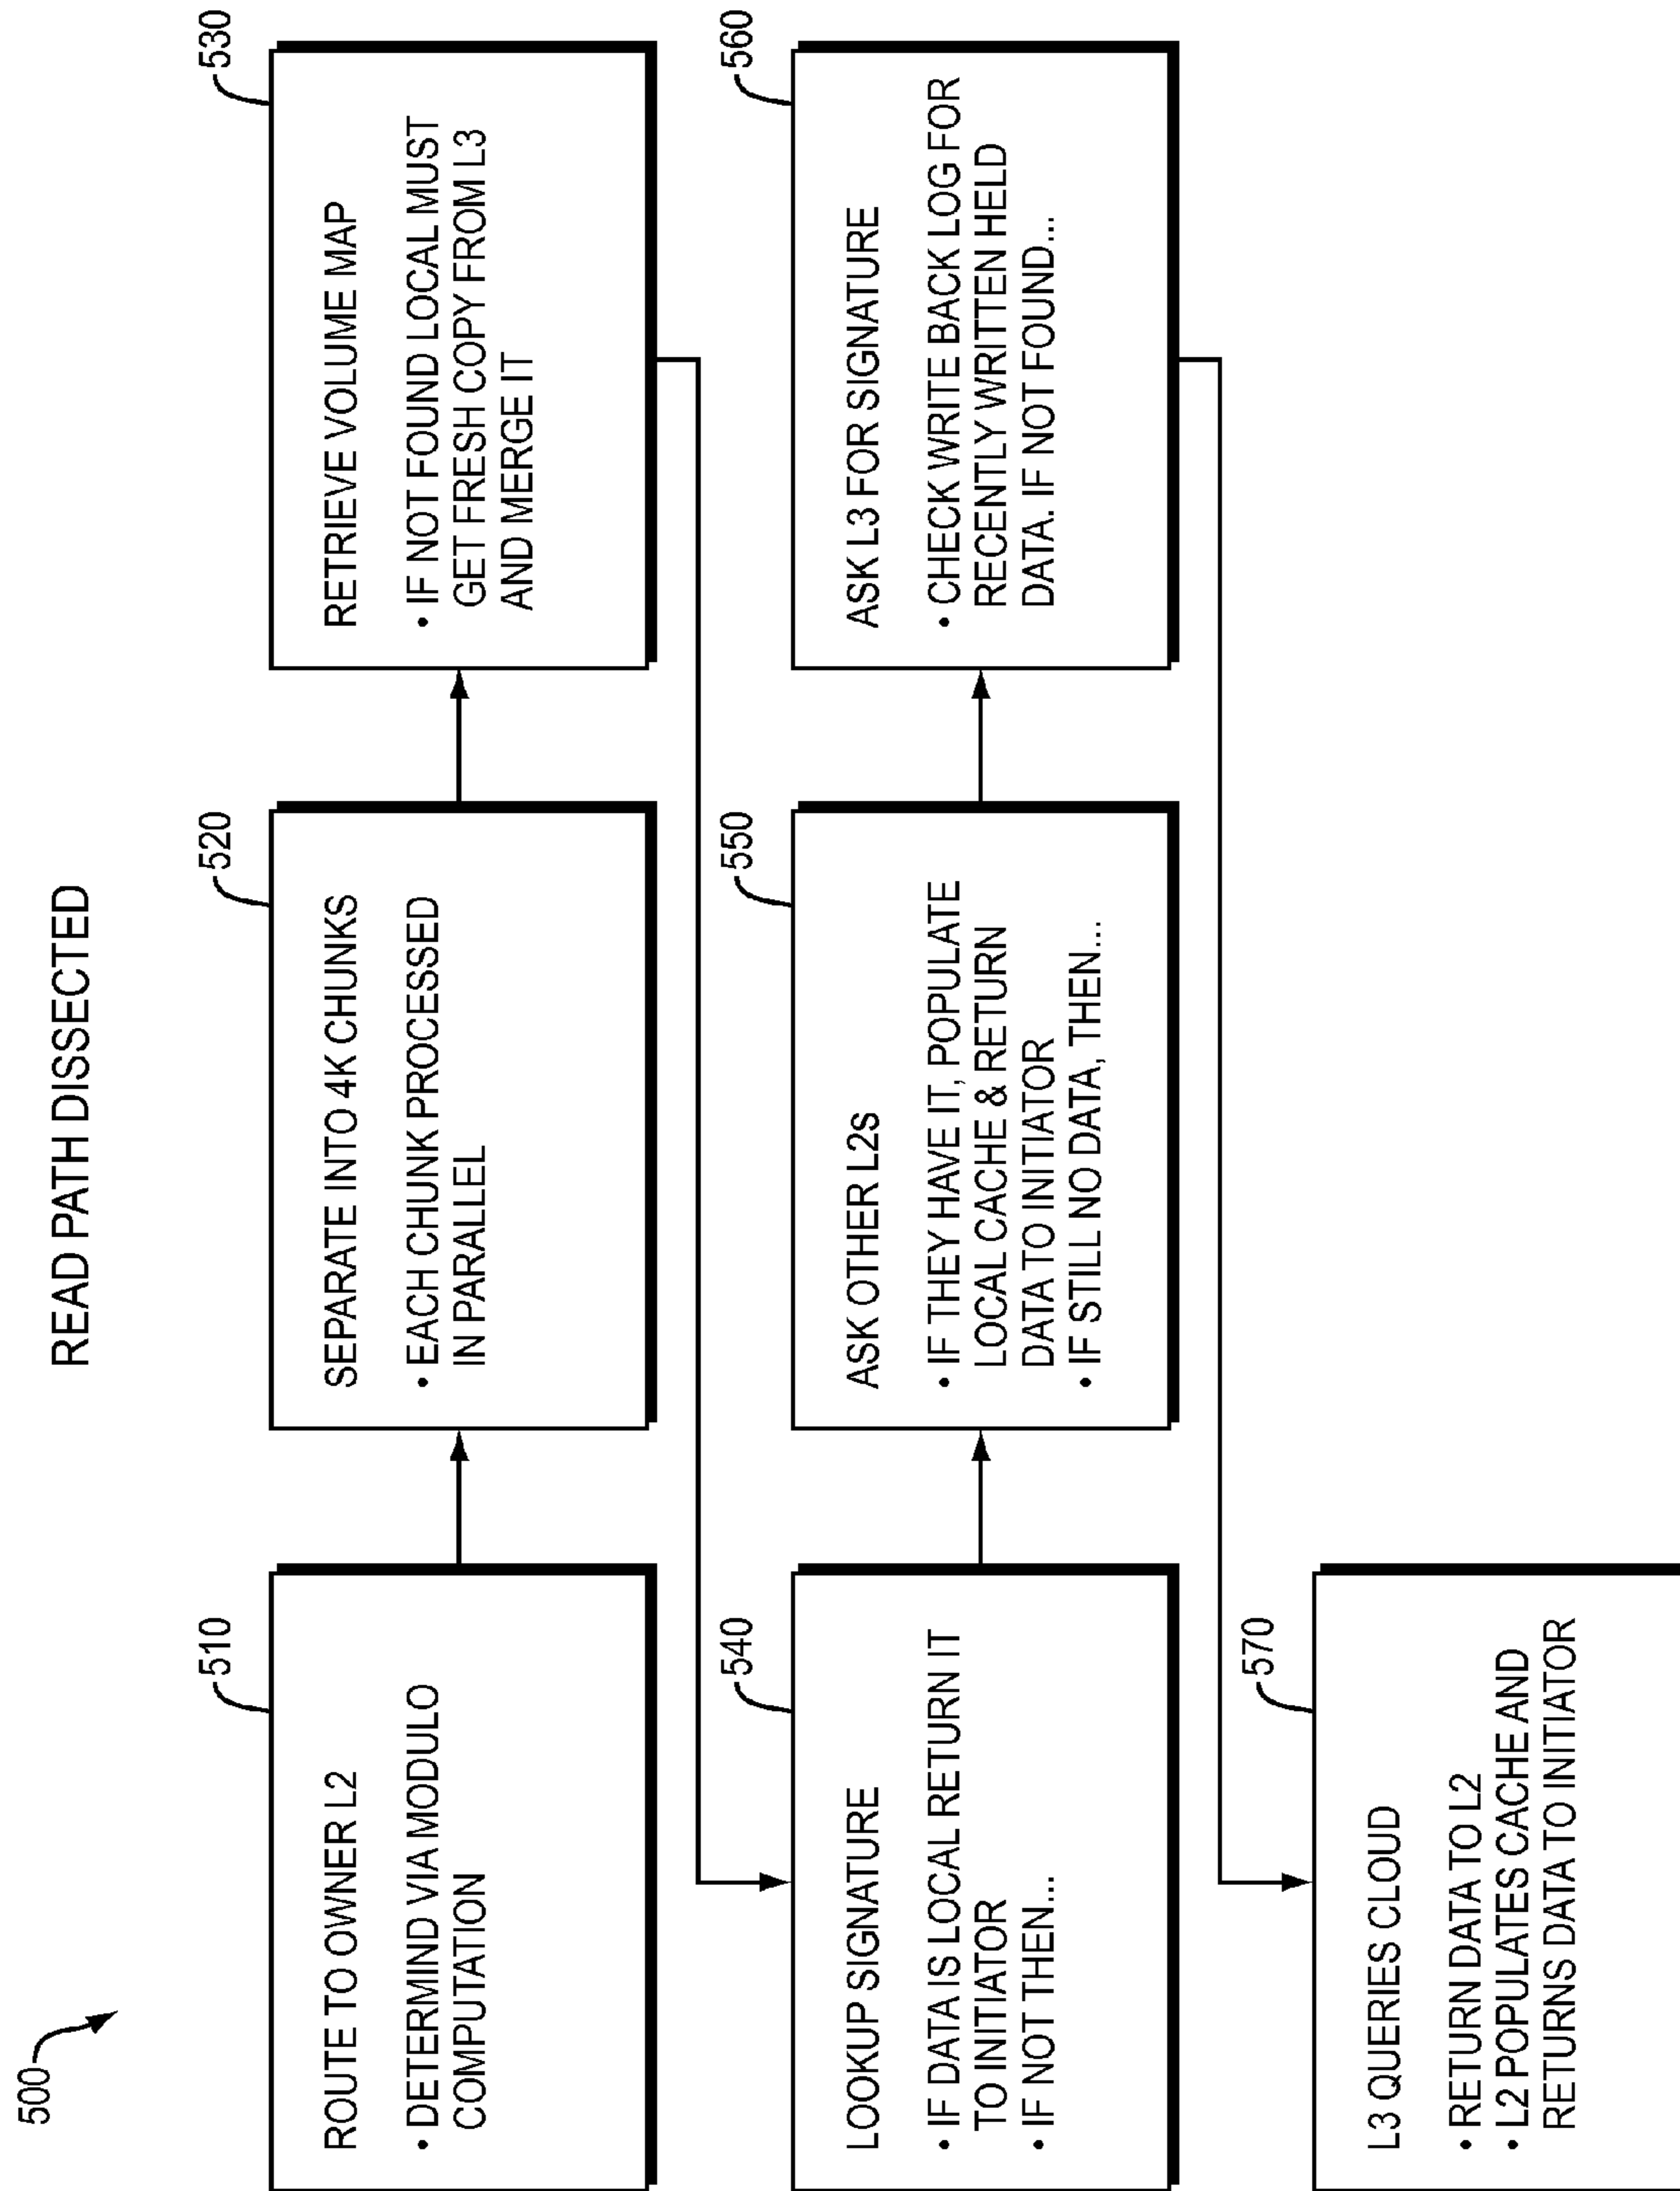 READ PATH DISSECTED
500
510
ROUTE TO OWNER L2
• DETERMIND VIA MODULO
COMPUTATION
520
SEPARATE INTO 4K CHUNKS
• EACH CHUNK PROCESSED
IN PARALLEL
530
RETRIEVE VOLUME MAP
• IF NOT FOUND LOCAL MUST
GET FRESH COPY FROM L3
AND MERGE IT
540
LOOKUP SIGNATURE
• IF DATA IS LOCAL RETURN IT
TO INITIATOR
• IF NOT THEN...
550
ASK OTHER L2s
• IF THEY HAVE IT, POPULATE
LOCAL CACHE & RETURN
DATA TO INITIATOR
• IF STILL NO DATA, THEN...
560
ASK L3 FOR SIGNATURE
• CHECK WRITE BACK LOG FOR
RECENTLY WRITTEN HELD
DATA. IF NOT FOUND...
570
L3 QUERIES CLOUD
• RETURN DATA TO L2
• L2 POPULATES CACHE AND
RETURNS DATA TO INITIATOR